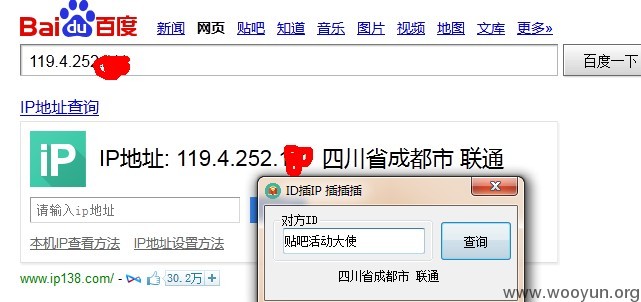 Bai du 百度
新闻 网页 贴吧 知道 音乐 图片 视频 地图 文库 更多»
119.4.252
百度一下
IP地址查询
iP
IP地址: 119.4.252.1 四川省成都市 联通
请输入ip地址
本机IP查看方法 IP地址设置方法
www.ip138.com/ - 30.2万
ID插IP 插插插
对方ID
贴吧活动大使
查询
四川省成都市 联通
www.wooyun.org